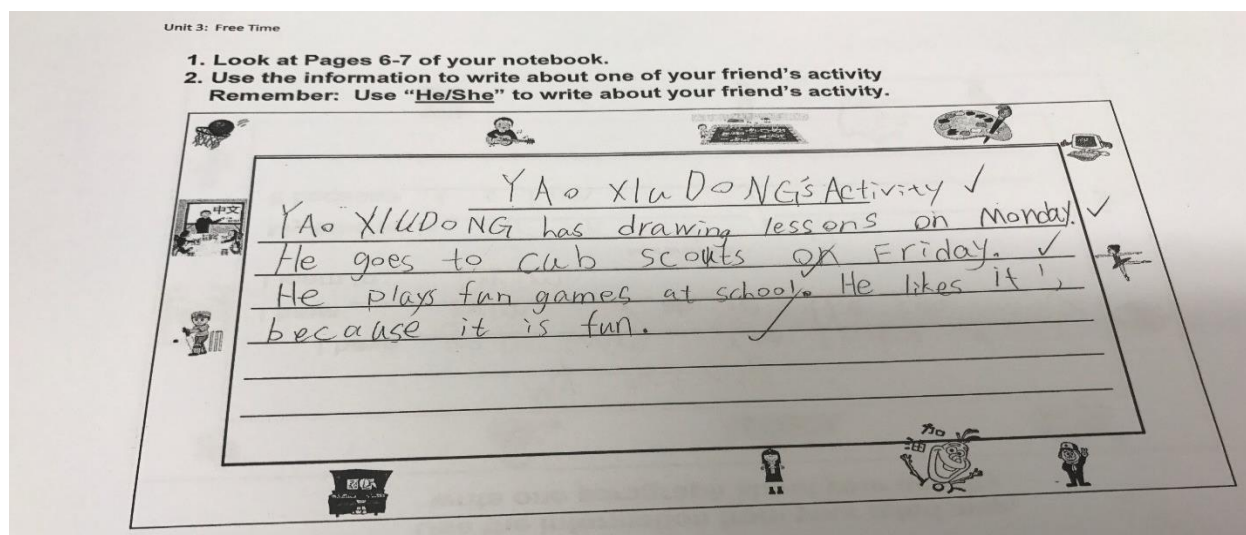 Unit 3: Free Time
1. Look at Pages 6-7 of your notebook.
2. Use the information to write about one of your friend's activity
Remember: Use "He/She" to write about your friend's activity.
中文
YAo XIuDoNG's Activity ✓
YAo XIUDoNG has drawing lessons on Monday. ✓
He goes to cub scouts on Friday. ✓
He plays fun games at school. He likes it,
because it is fun. ✓
加油